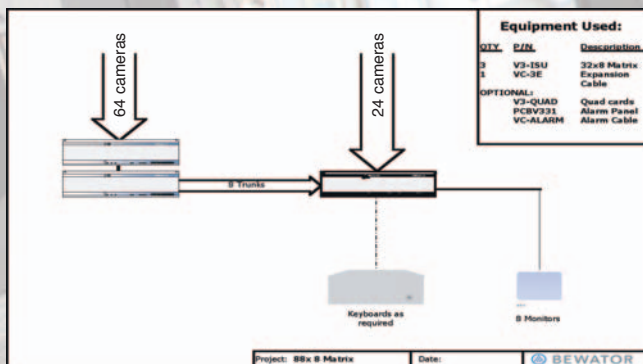 64 cameras
24 cameras
Equipment Used:
QTY P/N Description
3 V3-ISU 32x8 Matrix
1 VC-3E Expansion
Cable
OPTIONAL:
V3-QUAD Quad cards
PCBV331 Alarm Panel
VC-ALARM Alarm Cable
8 Trunks
Keyboards as
required
8 Monitors
Project: 88x 8 Matrix Date: BEWATOR